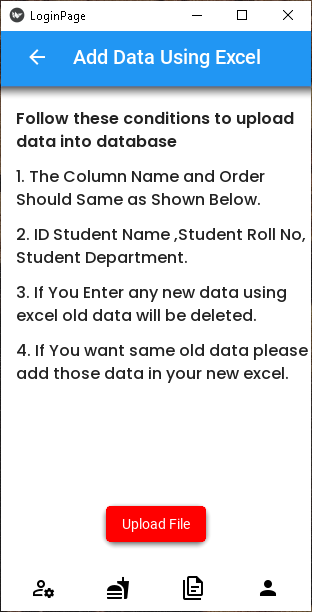 LoginPage
Add Data Using Excel
Follow these conditions to upload
data into database
1. The Column Name and Order
Should Same as Shown Below.
2. ID Student Name ,Student Roll No,
Student Department.
3. If You Enter any new data using
excel old data will be deleted.
4. If You want same old data please
add those data in your new excel.
Upload File